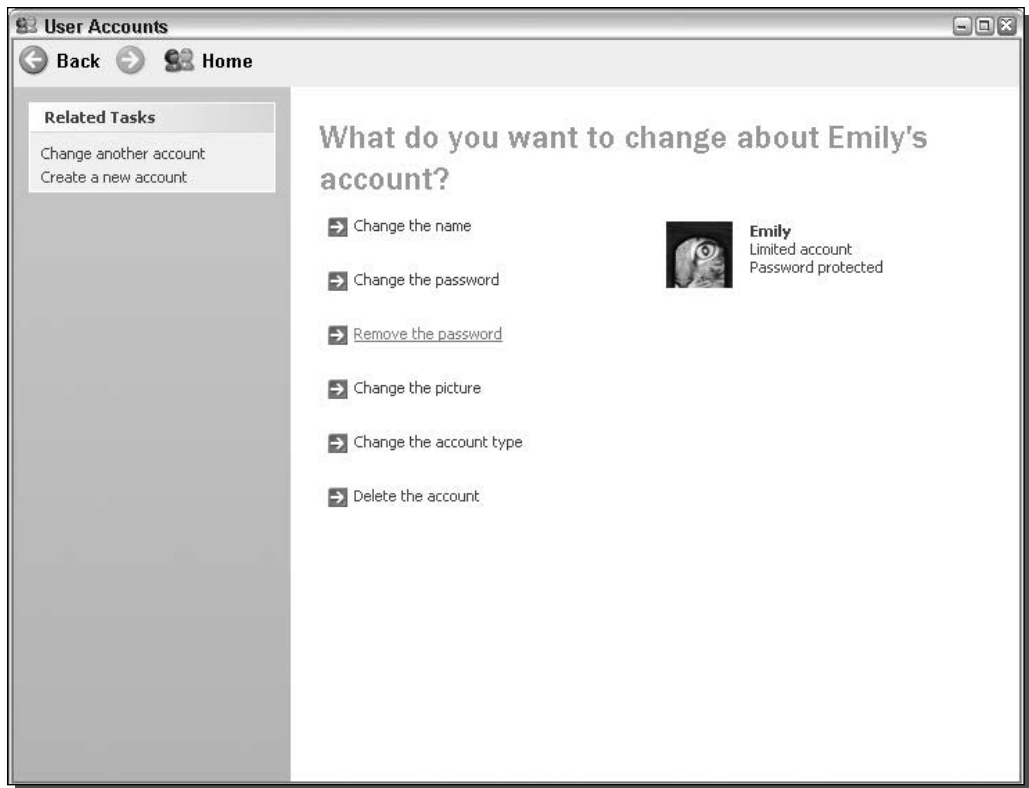 User Accounts
Back
Home
Related Tasks
Change another account
Create a new account
What do you want to change about Emily's
account?
Change the name
Change the password
Remove the password
Change the picture
Change the account type
Delete the account
Emily
Limited account
Password protected